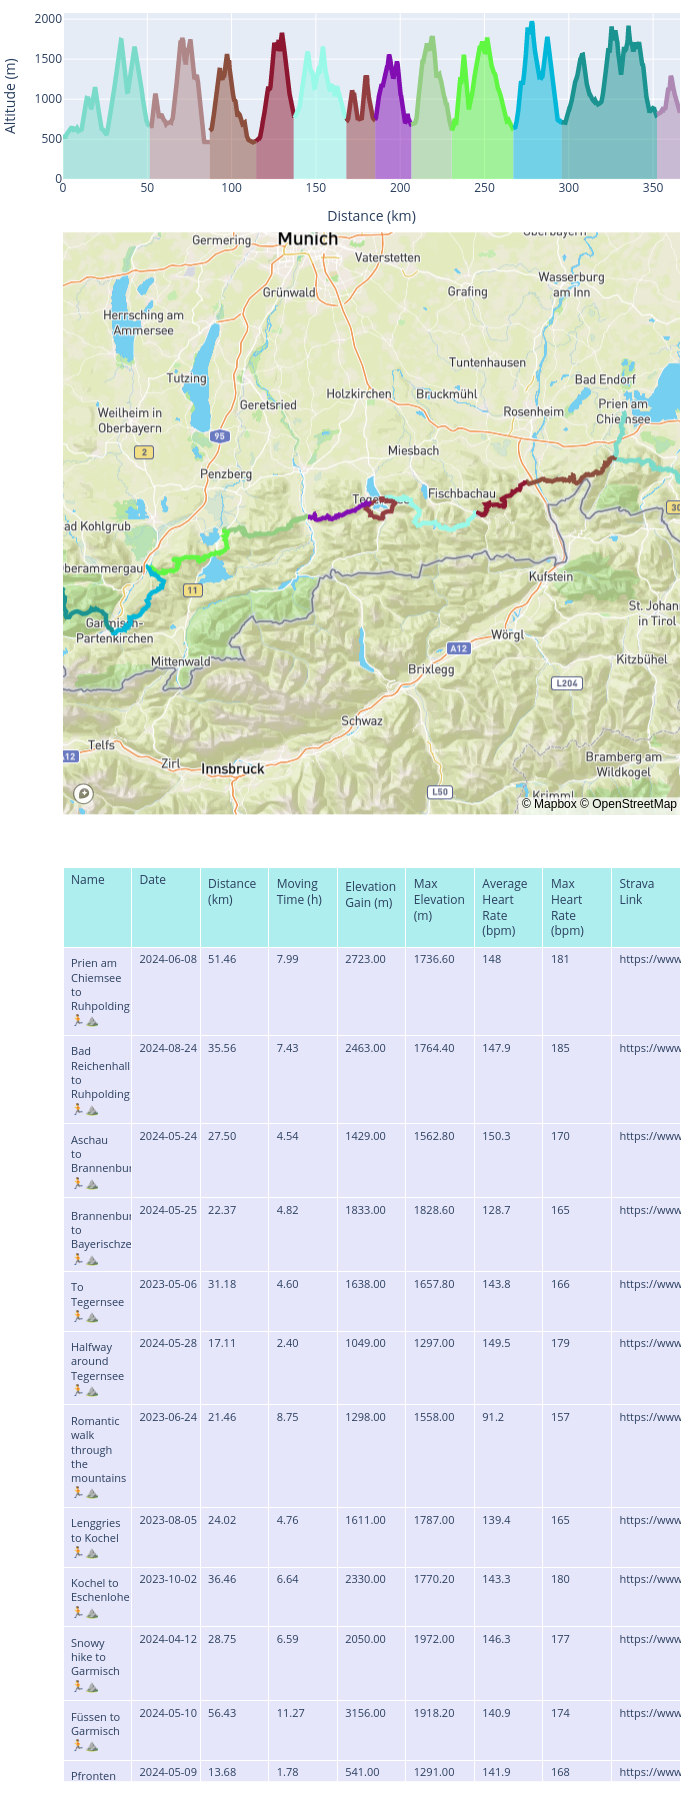 2000
1500
1000
500
0
Altitude (m)
0 50 100 150 200 250 300 350
Distance (km)
Germering
Munich
Vaterstetten
Oberbayern
Wasserburg
am Inn
Grünwald
Grafing
Herrsching am
Ammersee
Tuntenhausen
Tutzing
Bad Endorf
Holzkirchen
Bruckmühl
Geretsried
Prien am
Chiemsee
Rosenheim
Weilheim in
Oberbayern
95
2
Miesbach
Penzberg
Fischbachau
30
ad Kohlgrub
berammergau
Kufstein
11
Garmisch-
Partenkirchen
St. Johan
in Tirol
Wörgl
A12
Mittenwald
Kitzbühel
Brixlegg
L204
Schwaz
Telfs
A12
Zirl
Innsbruck
Bramberg am
Wildkogel
L50
Krimml
© Mapbox © OpenStreetMap
Name
Date
Distance
(km)
Moving
Time (h)
Elevation
Gain (m)
Max
Elevation
(m)
Average
Heart
Rate
(bpm)
Max
Heart
Rate
(bpm)
Strava
Link
Prien am
Chiemsee
to
Ruhpolding
🏃⛰️
2024-06-08 51.46 7.99 2723.00 1736.60 148 181 https://www
Bad
Reichenhall
to
Ruhpolding
🏃⛰️
2024-08-24 35.56 7.43 2463.00 1764.40 147.9 185 https://www
Aschau
to
Brannenbur
🏃⛰️
2024-05-24 27.50 4.54 1429.00 1562.80 150.3 170 https://www
Brannenbur
to
Bayerischze
🏃⛰️
2024-05-25 22.37 4.82 1833.00 1828.60 128.7 165 https://www
To
Tegernsee
🏃⛰️
2023-05-06 31.18 4.60 1638.00 1657.80 143.8 166 https://www
Halfway
around
Tegernsee
🏃⛰️
2024-05-28 17.11 2.40 1049.00 1297.00 149.5 179 https://www
Romantic
walk
through
the
mountains
🏃⛰️
2023-06-24 21.46 8.75 1298.00 1558.00 91.2 157 https://www
Lenggries
to Kochel
🏃⛰️
2023-08-05 24.02 4.76 1611.00 1787.00 139.4 165 https://www
Kochel to
Eschenlohe
🏃⛰️
2023-10-02 36.46 6.64 2330.00 1770.20 143.3 180 https://www
Snowy
hike to
Garmisch
🏃⛰️
2024-04-12 28.75 6.59 2050.00 1972.00 146.3 177 https://www
Füssen to
Garmisch
🏃⛰️
2024-05-10 56.43 11.27 3156.00 1918.20 140.9 174 https://www
Pfronten
2024-05-09 13.68 1.78 541.00 1291.00 141.9 168 https://www